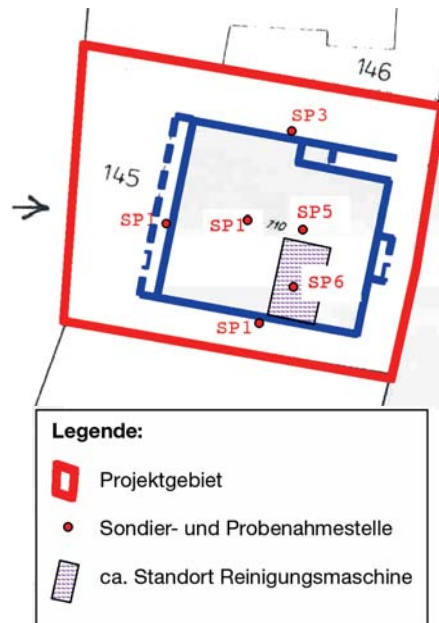 146
SP3
145
SP1
SP1
710
SP5
SP6
SP1
Legende:
Projektgebiet
Sondier- und Probenahmestelle
ca. Standort Reinigungsmaschine